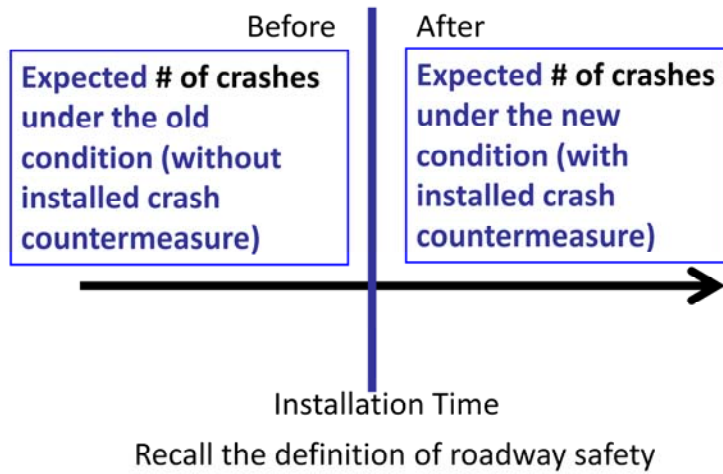 Before
After
Expected # of crashes
under the old
condition (without
installed crash
countermeasure)
Expected # of crashes
under the new
condition (with
installed crash
countermeasure)
Installation Time
Recall the definition of roadway safety